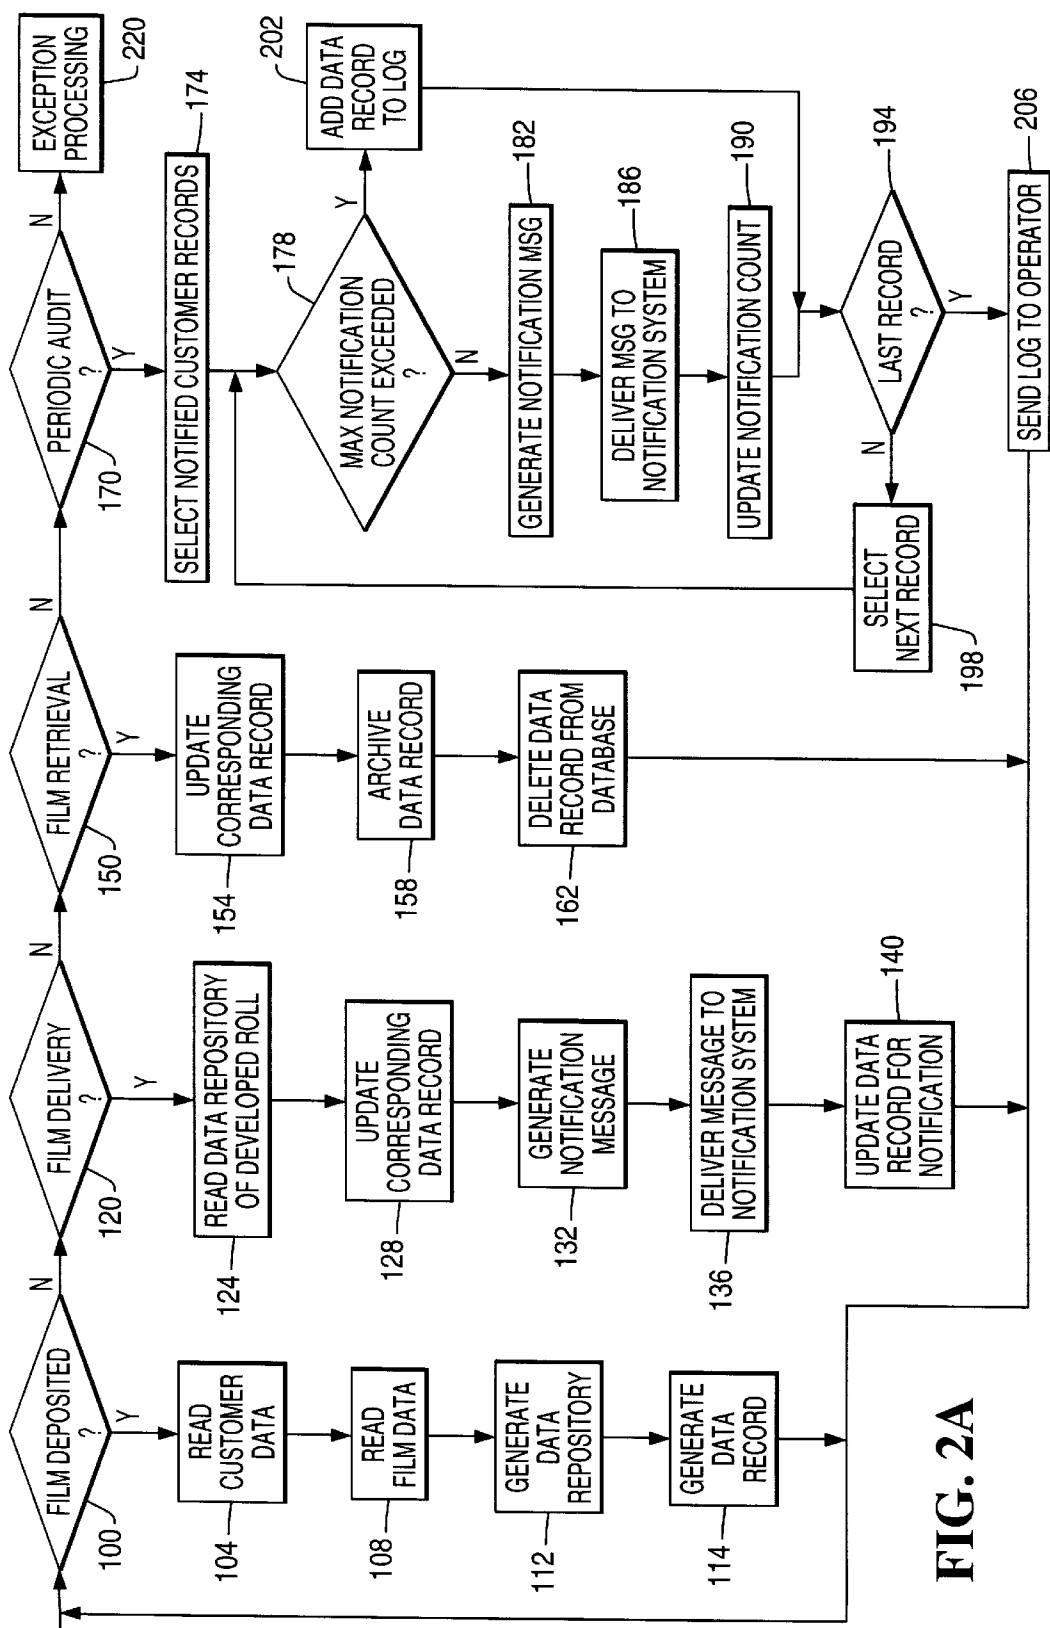 FILM DEPOSITED
?
N
Y
100
READ
CUSTOMER
DATA
104
READ
FILM DATA
108
GENERATE
DATA
REPOSITORY
112
GENERATE
DATA
RECORD
114
FILM DELIVERY
?
N
Y
120
READ DATA REPOSITORY
OF DEVELOPED ROLL
124
UPDATE
CORRESPONDING
DATA RECORD
128
GENERATE
NOTIFICATION
MESSAGE
132
DELIVER MESSAGE TO
NOTIFICATION SYSTEM
136
UPDATE DATA
RECORD FOR
NOTIFICATION
140
FILM RETRIEVAL
?
N
Y
150
UPDATE
CORRESPONDING
DATA RECORD
154
ARCHIVE
DATA RECORD
158
DELETE DATA
RECORD FROM
DATABASE
162
PERIODIC AUDIT
?
N
Y
170
EXCEPTION
PROCESSING
220
SELECT NOTIFIED CUSTOMER RECORDS
174
MAX NOTIFICATION
COUNT EXCEEDED
?
Y
N
178
ADD DATA
RECORD
TO LOG
202
GENERATE NOTIFICATION MSG
182
DELIVER MSG TO
NOTIFICATION SYSTEM
186
UPDATE NOTIFICATION COUNT
190
LAST RECORD
?
N
Y
194
SELECT
NEXT RECORD
198
SEND LOG TO OPERATOR
206
FIG. 2A